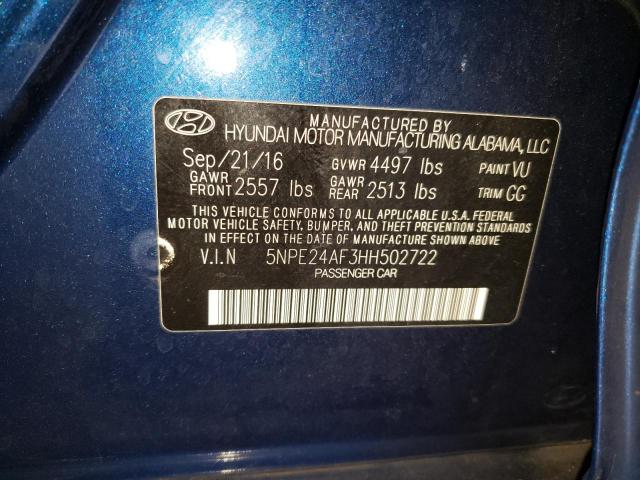 MANUFACTURED BY
HYUNDAI MOTOR MANUFACTURING ALABAMA, LLC
Sep/21/16 GVWR 4497 lbs PAINT VU
GAWR FRONT 2557 lbs GAWR REAR 2513 lbs TRIM GG
THIS VEHICLE CONFORMS TO ALL APPLICABLE U.S.A. FEDERAL
MOTOR VEHICLE SAFETY, BUMPER, AND THEFT PREVENTION STANDARDS
IN EFFECT ON THE DATE OF MANUFACTURE SHOWN ABOVE.
V.I.N 5NPE24AF3HH502722
PASSENGER CAR